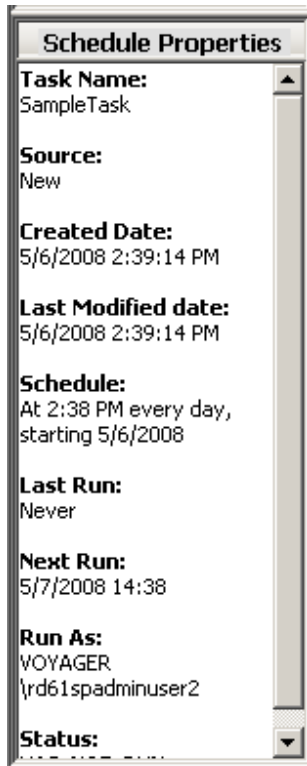 Schedule Properties
Task Name:
SampleTask
Source:
New
Created Date:
5/6/2008 2:39:14 PM
Last Modified date:
5/6/2008 2:39:14 PM
Schedule:
At 2:38 PM every day,
starting 5/6/2008
Last Run:
Never
Next Run:
5/7/2008 14:38
Run As:
VOYAGER
\rd61spadminuser2
Status: